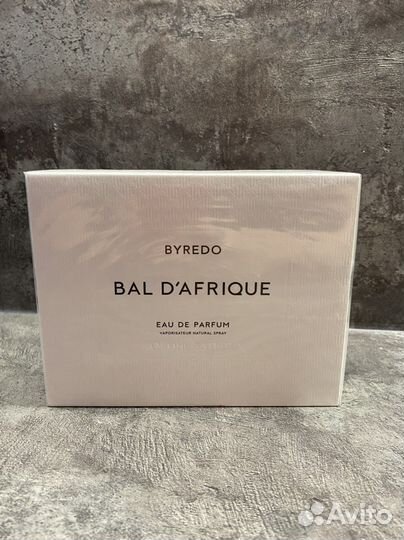 BYREDO
BAL D'AFRIQUE
EAU DE PARFUM
VAPORISATEUR NATURAL SPRAY
Avito